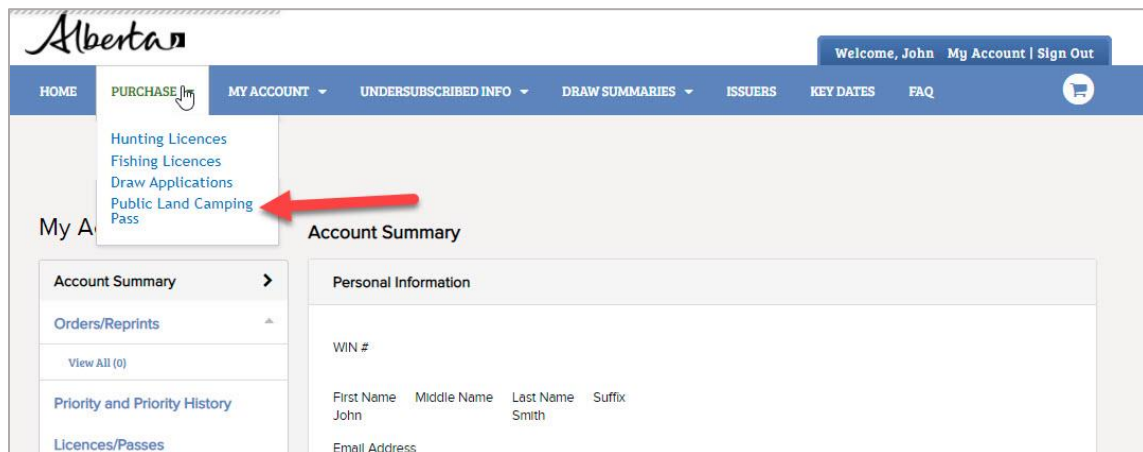 Alberta
Welcome, John My Account | Sign Out
HOME PURCHASE MY ACCOUNT UNDERSUBSCRIBED INFO DRAW SUMMARIES ISSUERS KEY DATES FAQ
Hunting Licences
Fishing Licences
Draw Applications
Public Land Camping
Pass
My A
Account Summary
Account Summary
Personal Information
Orders/Reprints
View All (0)
WIN #
Priority and Priority History
First Name Middle Name Last Name Suffix
John Smith
Licences/Passes
Email Address